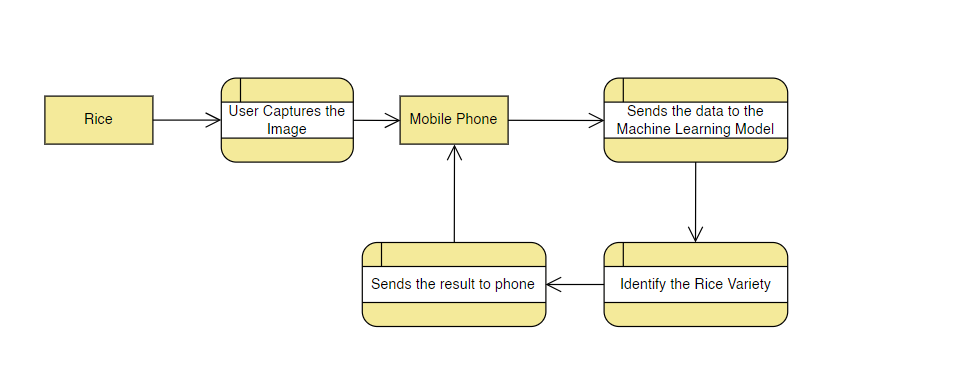 Rice
User Captures the
Image
Mobile Phone
Sends the data to the
Machine Learning Model
Sends the result to phone
Identify the Rice Variety